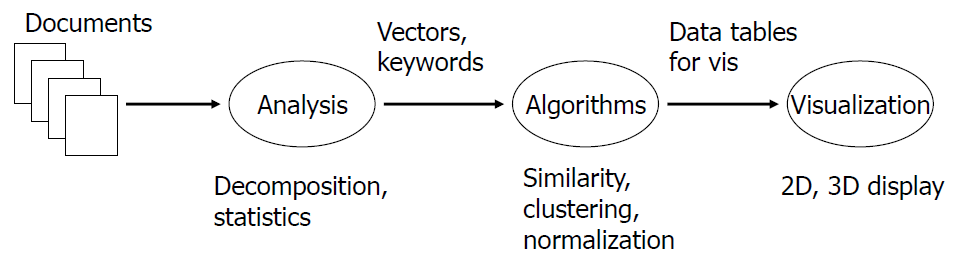 Documents
Vectors,
keywords
Data tables
for vis
Analysis
Algorithms
Visualization
Decomposition,
statistics
Similarity,
clustering,
normalization
2D, 3D display